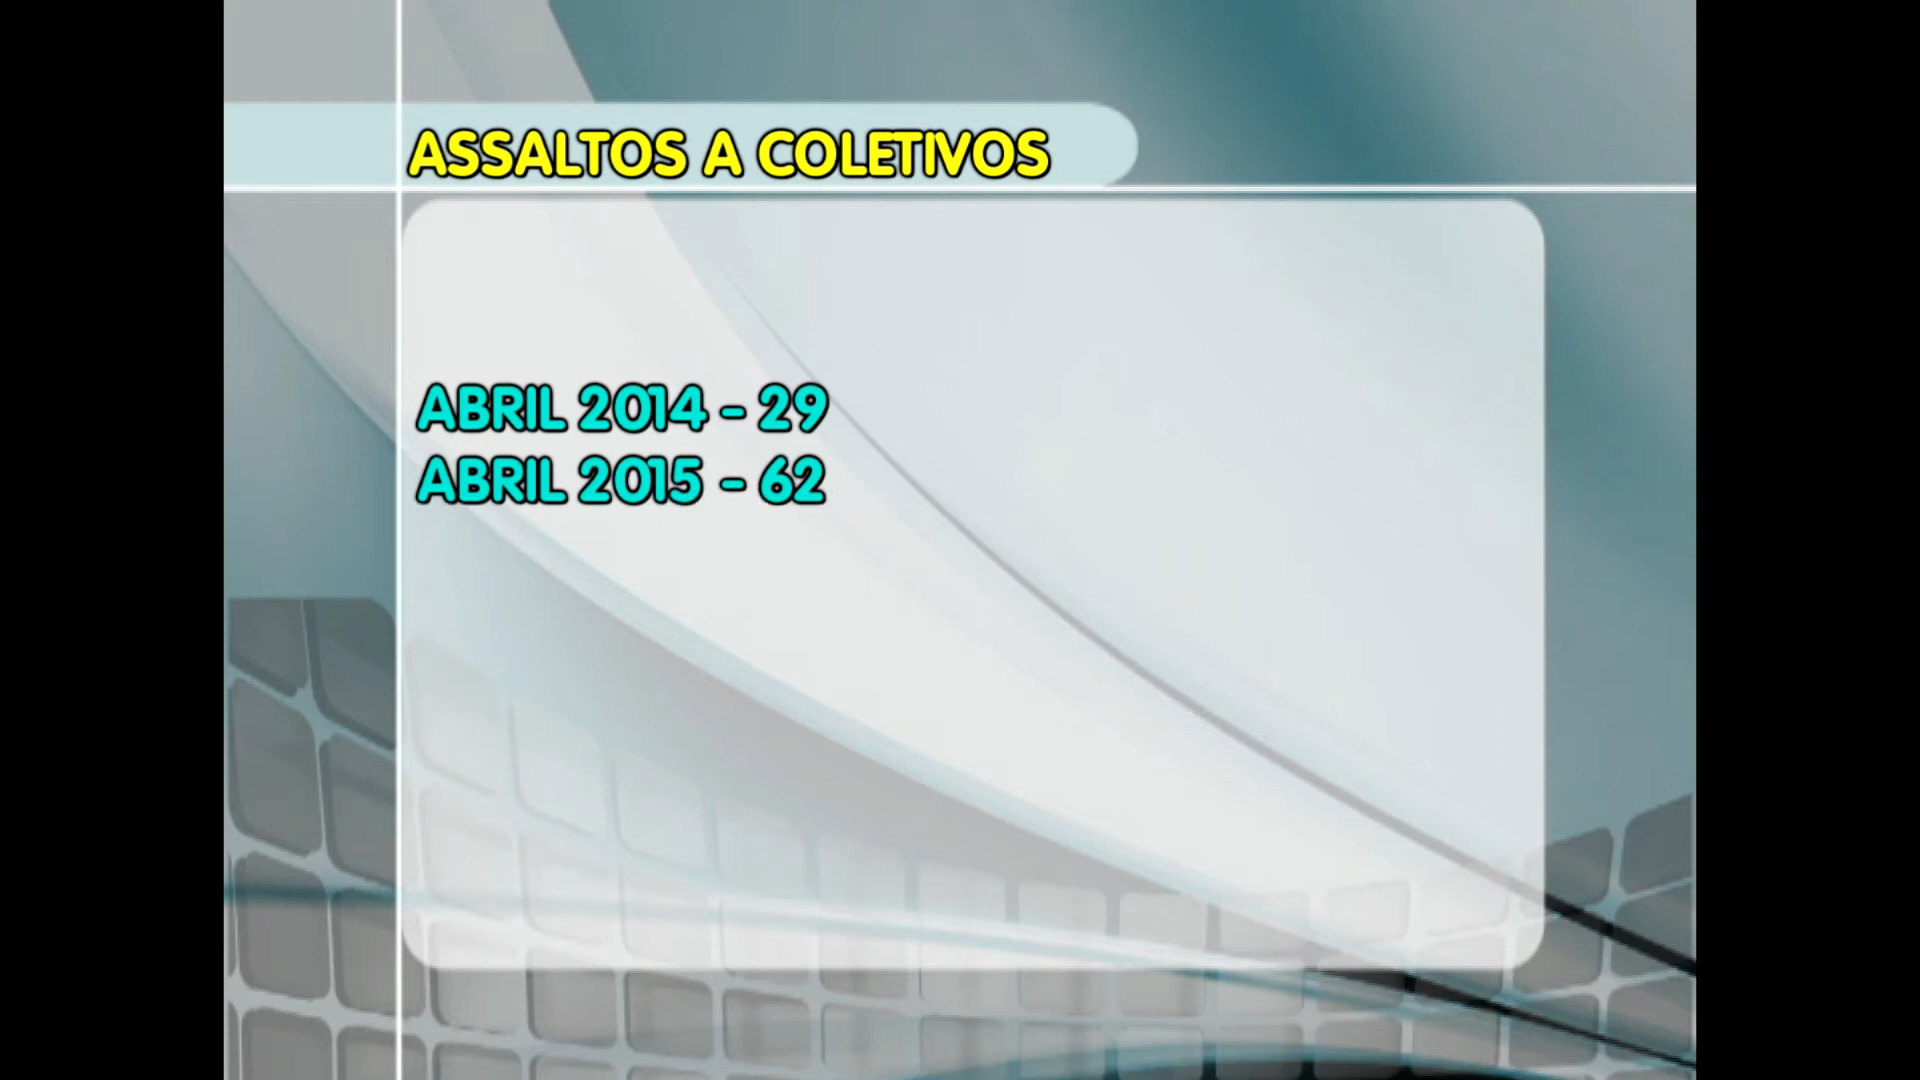 ASSALTOS A COLETIVOS
ABRIL 2014 - 29
ABRIL 2015 - 62